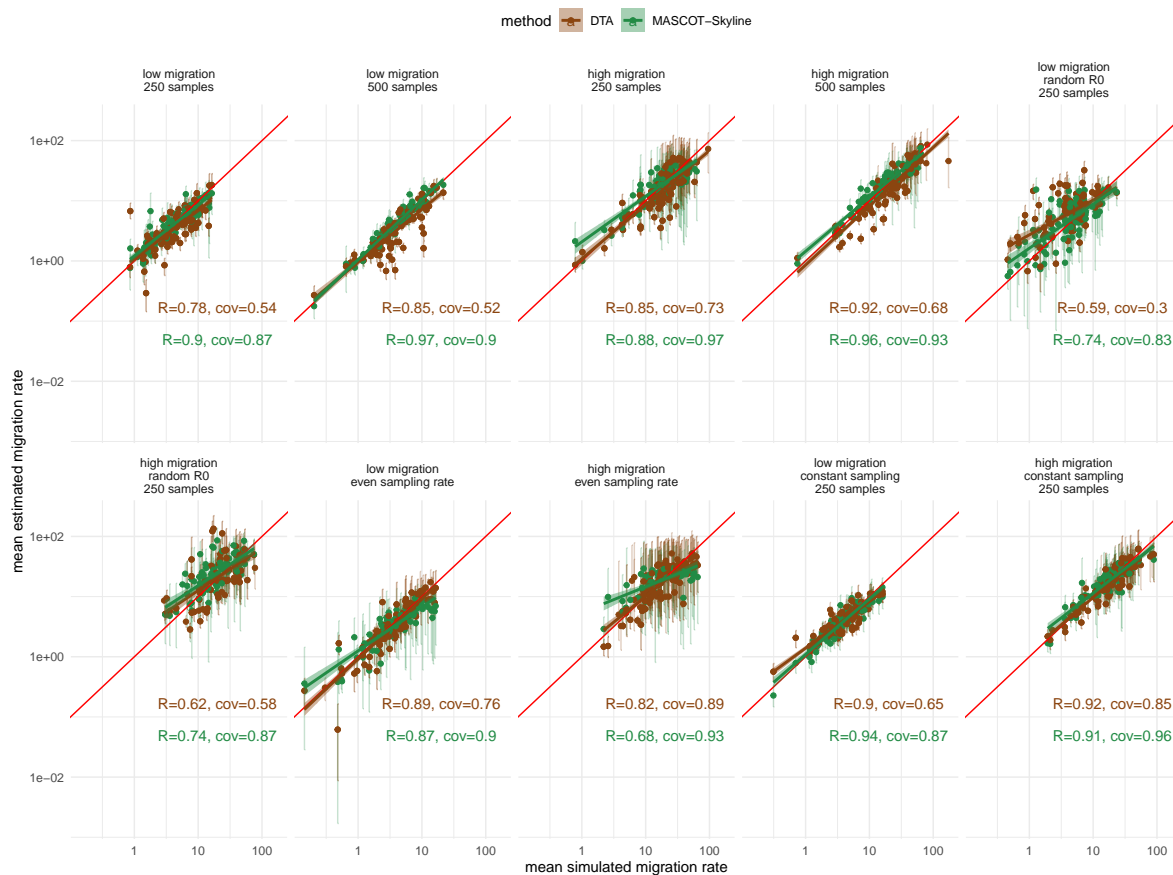 method a DTA a MASCOT−Skyline
low migration
250 samples
low migration
500 samples
high migration
250 samples
high migration
500 samples
low migration
random R0
250 samples
1e+02
1e+00
1e−02
R=0.78, cov=0.54
R=0.9, cov=0.87
R=0.85, cov=0.52
R=0.97, cov=0.9
R=0.85, cov=0.73
R=0.88, cov=0.97
R=0.92, cov=0.68
R=0.96, cov=0.93
R=0.59, cov=0.3
R=0.74, cov=0.83
mean estimated migration rate
high migration
random R0
250 samples
low migration
even sampling rate
high migration
even sampling rate
low migration
constant sampling
250 samples
high migration
constant sampling
250 samples
1e+02
1e+00
1e−02
R=0.62, cov=0.58
R=0.74, cov=0.87
R=0.89, cov=0.76
R=0.87, cov=0.9
R=0.82, cov=0.89
R=0.68, cov=0.93
R=0.9, cov=0.65
R=0.94, cov=0.87
R=0.92, cov=0.85
R=0.91, cov=0.96
1 10 100 1 10 100 1 10 100 1 10 100 1 10 100
mean simulated migration rate